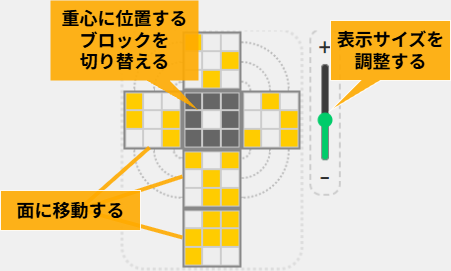 重心に位置する
ブロックを
切り替える
+
表示サイズを
調整する
面に移動する
-